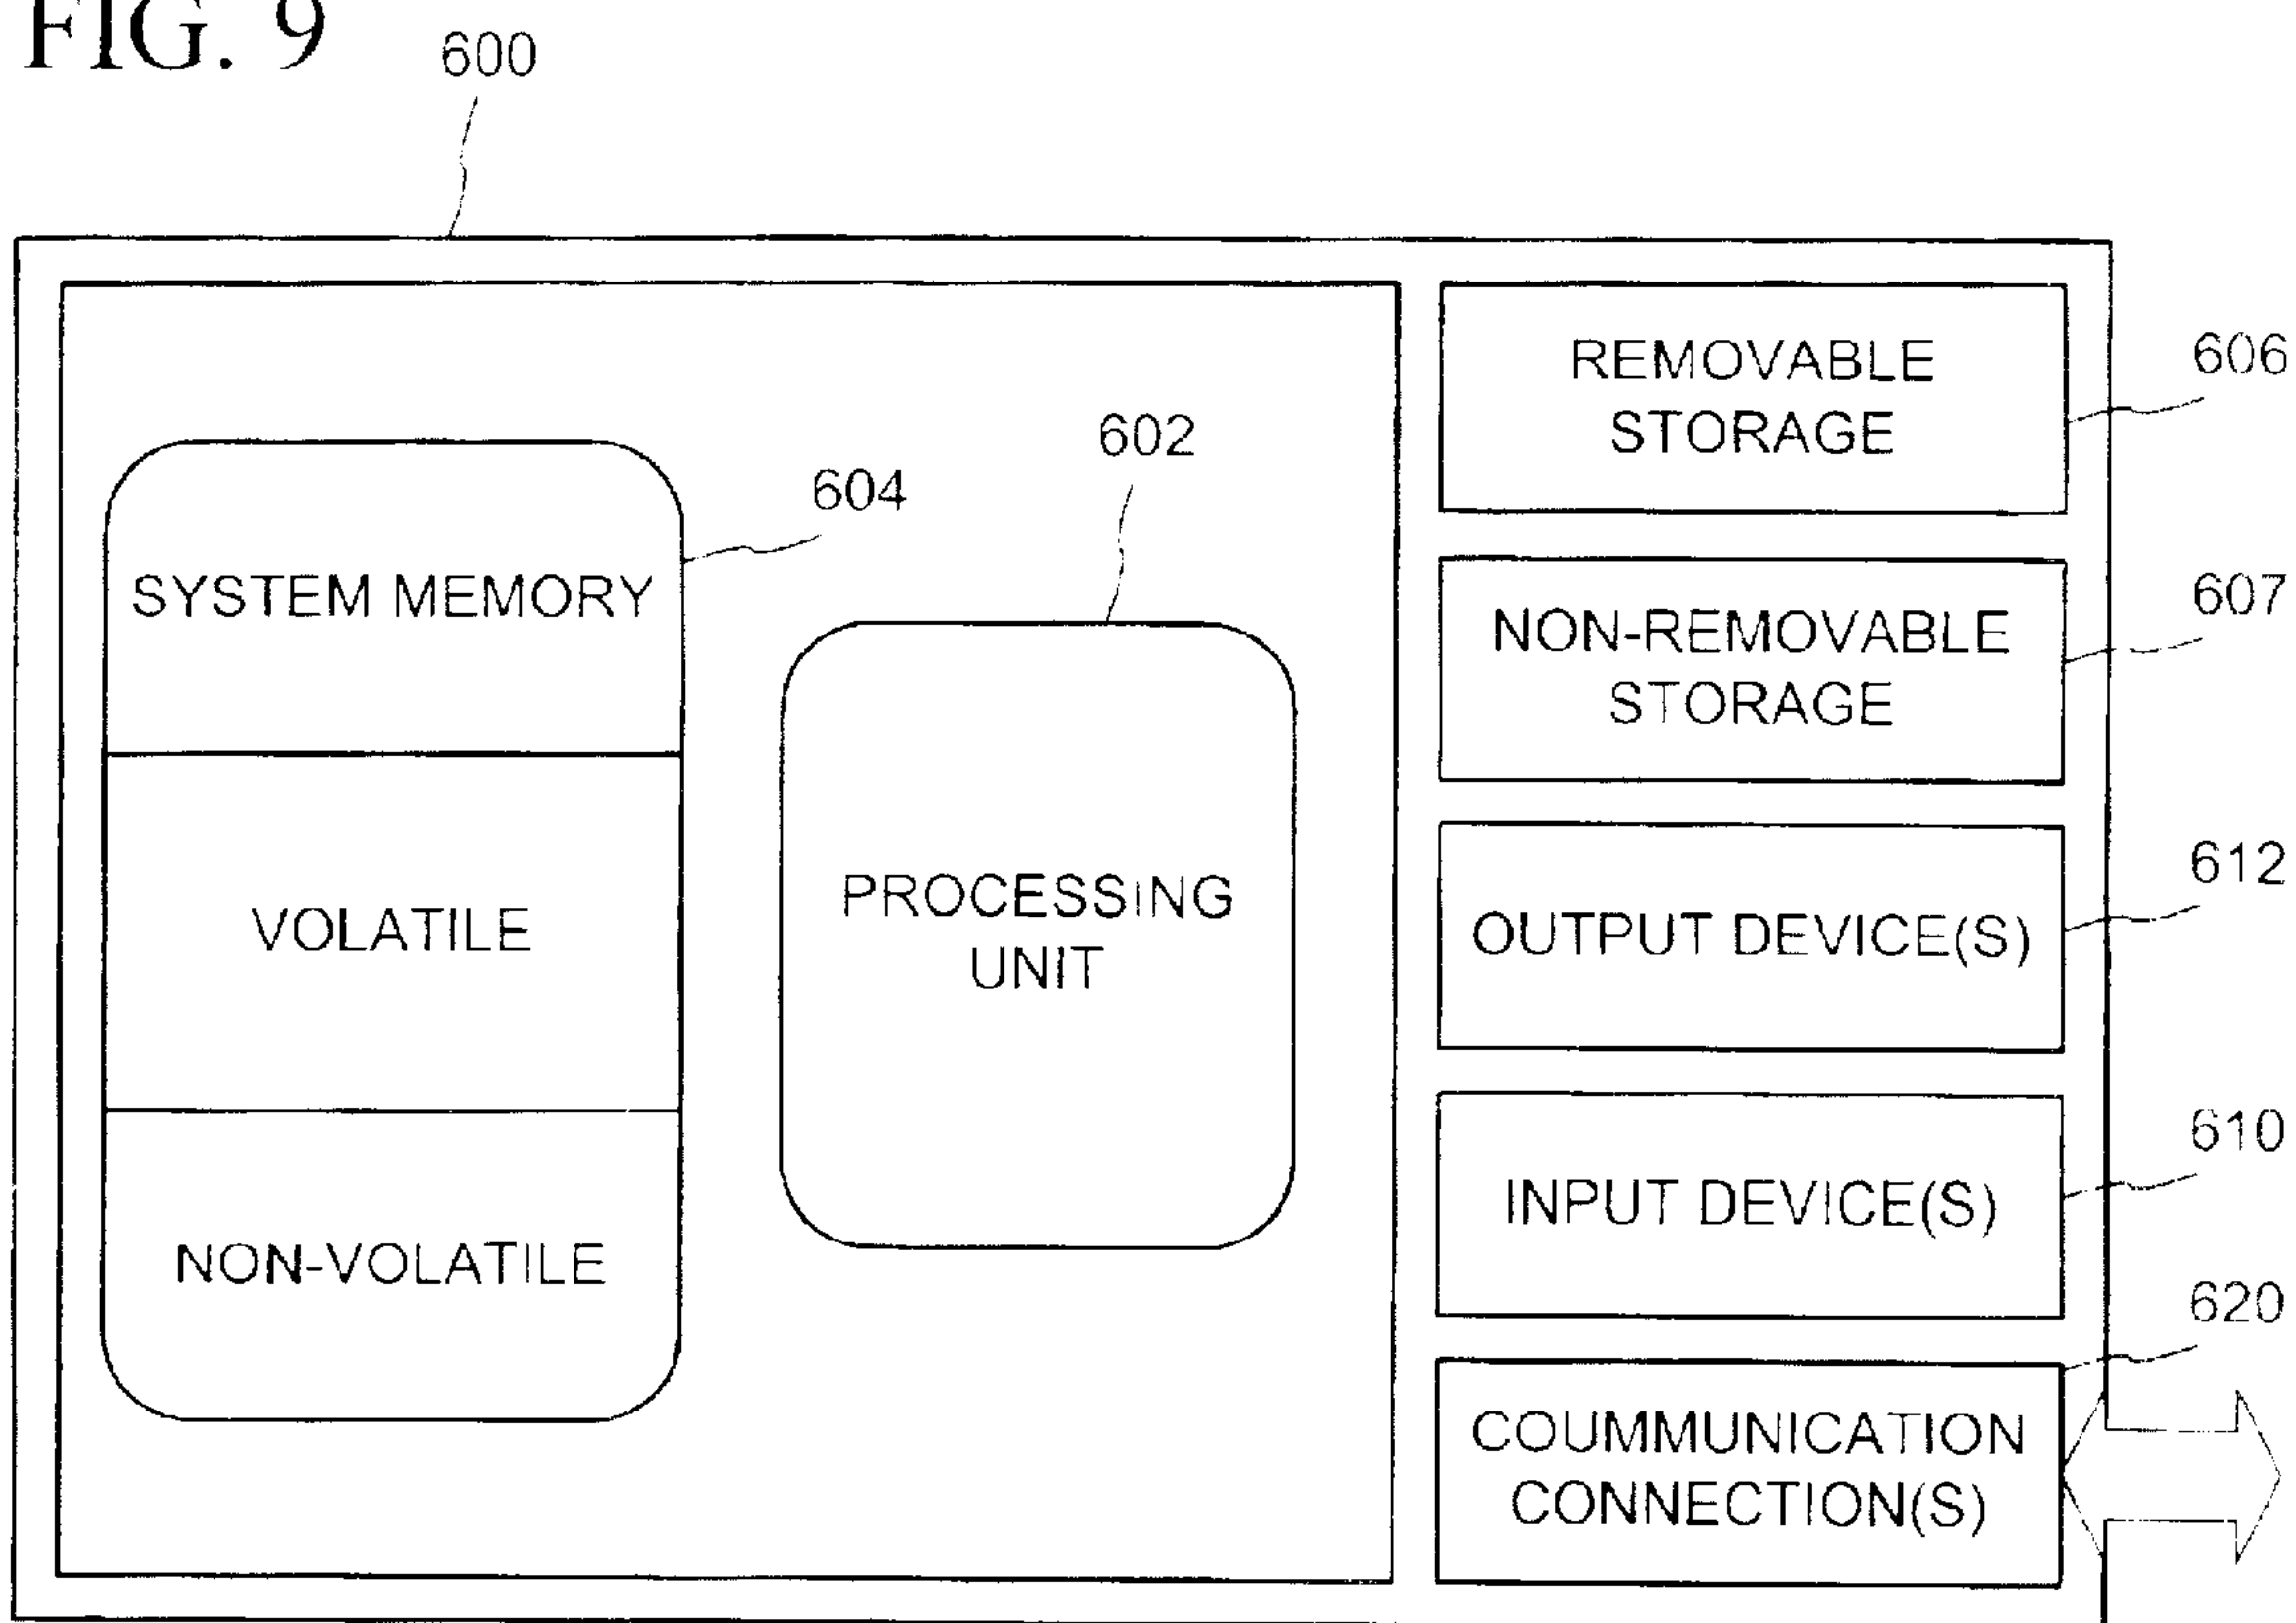 FIG. 9
600
REMOVABLE
STORAGE
606
602
604
SYSTEM MEMORY
NON-REMOVABLE
STORAGE
607
VOLATILE
PROCESSING
UNIT
OUTPUT DEVICE(S)
612
NON-VOLATILE
INPUT DEVICE(S)
610
620
COUMMUNICATION
CONNECTION(S)